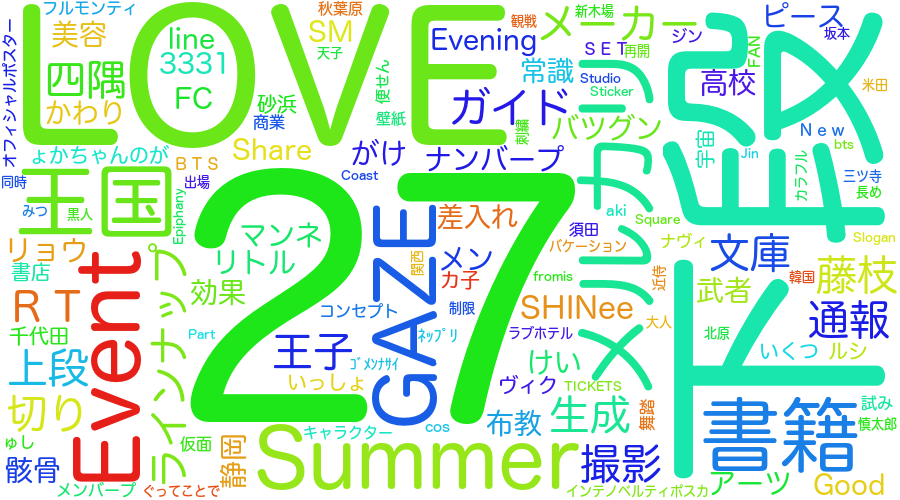 フルモンティ
秋葉原
新木場
メーカー
ピース
美容
SM
観戦
ジン
坂本
オフィシャルポスター
LOVE
line
天子
Evening
SET
再開
FAN
下段
四隅
3331
便せん
常識
Studio
高校
米田
かわり
FC
砂浜
壁紙
ガイド
Sticker
メルカリ
New
商業
Share
刺繍
バツグン
宇宙
bts
ょかちゃんのが
BTS
がけ
ナンバープ
Jin
カラフル
三ツ寺
同時
王国
出場
Coast
長め
みつ
黒人
Epiphany
27
GAZE
差入れ
aki
Square
リョウ
マンネ
須田
ナヴィ
文庫
Slogan
書店
Event
ラインナップ
リトル
関西
メン
バケーション
藤枝
RT
効果
カ子
fromis
近侍
武者
韓国
千代田
コンセプト
制限
SHINee
大人
通報
Part
王子
ﾈｯﾌﾟﾘ
ラブホテル
北原
上段
ｺﾞﾒﾝﾅｻｲ
けい
いくつ
ルシ
いっしょ
ヴィク
TICKETS
切り
生成
舞踏
書籍
試み
布教
慎太郎
ゅし
仮面
静岡
キャラクター
cos
骸骨
Summer
撮影
アーツ
Good
メンバープ
ぐってことで
インテノベルティポスカ